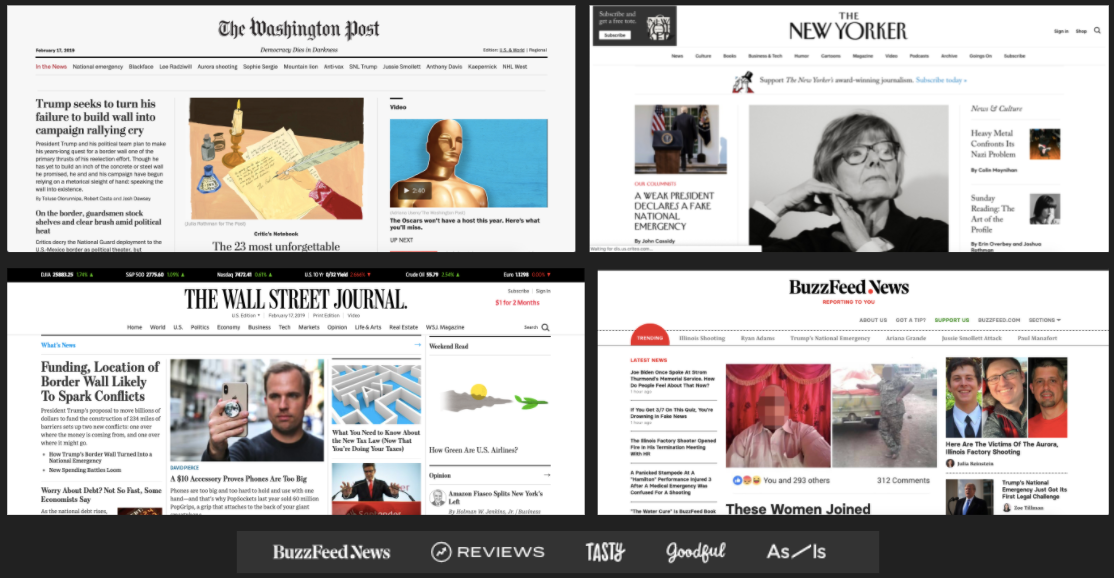 The Washington Post
Democracy Dies in Darkness
February 17, 2019
Edition: U.S. & World | Regional
In the News National emergency Blackface Lee Radziwill Aurora shooting Sophie Gergie Mountain lion Anti-vax SNL Trump Jussie Smollett Anthony Davis Kaepernick NHL West
Trump seeks to turn his
failure to build wall into
campaign rallying cry
President Trump and his political team plan to make
his years-long quest for a border wall one of the
primary thrusts of his reelection effort. Though he
has yet to build an inch of the concrete or steel wall
he promised, he and and his campaign have begun
relying on a rhetorical sleight of hand: speaking the
wall into existence.
By Toluse Olorunnipa, Robert Costa and Josh Dawsey
On the border, guardsmen stock
shelves and clear brush amid political
heat
Critics decry the National Guard deployment to the
U.S.-Mexico border as political theater, but
Critic's Notebook
The 23 most unforgettable
Video
2:40
The Oscars won't have a host this year. Here's what
you'll miss.
UP NEXT
Subscribe and
get a free tote.
Subscribe
THE
NEW YORKER
Sign in Shop
News Culture Books Business & Tech Humor Cartoons Magazine Video Podcasts Archive Goings On Subscribe
Support The New Yorker's award-winning journalism. Subscribe today »
OUR COLUMNISTS
A WEAK PRESIDENT
DECLARES A FAKE
NATIONAL
EMERGENCY
By John Cassidy
News & Culture
Heavy Metal
Confronts Its
Nazi Problem
By Colin Moynihan
Sunday
Reading: The
Art of the
Profile
By Erin Overbey and Joshua
Rothman
DJIA 25883.25 1.74% ▲ S&P 500 2775.60 1.09% ▲ Nasdaq 7472.41 0.61% ▲ U.S. 10 Yr 0/32 Yield 2.664% ▼ Crude Oil 55.79 2.54% ▲ Euro 1.1298 0.00% ▼
THE WALL STREET JOURNAL.
Subscribe | Sign In
$1 for 2 Months
U.S. Edition ▼ | February 17, 2019 | Print Edition | Video
Home World U.S. Politics Economy Business Tech Markets Opinion Life & Arts Real Estate WSJ. Magazine Search
What's News →
Funding, Location of
Border Wall Likely
To Spark Conflicts
President Trump's proposal to move billions of
dollars to fund the construction of 234 miles of
barriers sets up two new conflicts: one over
where the money is coming from, and one over
where it might go.
• How Trump's Border Wall Turned Into a
National Emergency
• New Spending Battles Loom
Worry About Debt? Not So Fast, Some
Economists Say
As the national debt rises,
DAVID PIERCE
A $10 Accessory Proves Phones Are Too Big
Phones are too big and too hard to hold and use with one
hand—and that's why PopSockets last year sold 60 million
PopGrips, a grip that attaches to the back of your giant
What You Need to Know About
the New Tax Law (Now That
You're Doing Your Taxes)
Weekend Read
How Green Are U.S. Airlines?
Opinion →
Amazon Fiasco Splits New York's
Left
By Holman W. Jenkins, Jr. | Business
BuzzFeed News
REPORTING TO YOU
ABOUT US GOT A TIP? SUPPORT US BUZZFEED.COM SECTIONS
TRENDING Illinois Shooting Ryan Adams Trump's National Emergency Ariana Grande Jussie Smollett Attack Paul Manafort
LATEST NEWS
Joe Biden Once Spoke At Strom
Thurmond's Memorial Service. How
Do People Feel About That Now?
1 hour ago
If You Get 3/7 On This Quiz, You're
Drowning In Fake News
1 hour ago
The Illinois Factory Shooter Opened
Fire in His Termination Meeting
With HR
A Panicked Stampede At A
"Hamilton" Performance Injured 3
After A Medical Emergency Was
Confused For A Shooting
"The Water Cure" Is BuzzFeed Book
You and 293 others 312 Comments
These Women Joined
Here Are The Victims Of The Aurora,
Illinois Factory Shooting
Julia Reinstein
Trump's National
Emergency Just Got Its
First Legal Challenge
Zoe Tillman
BuzzFeed News REVIEWS TASTY goodful As/Is